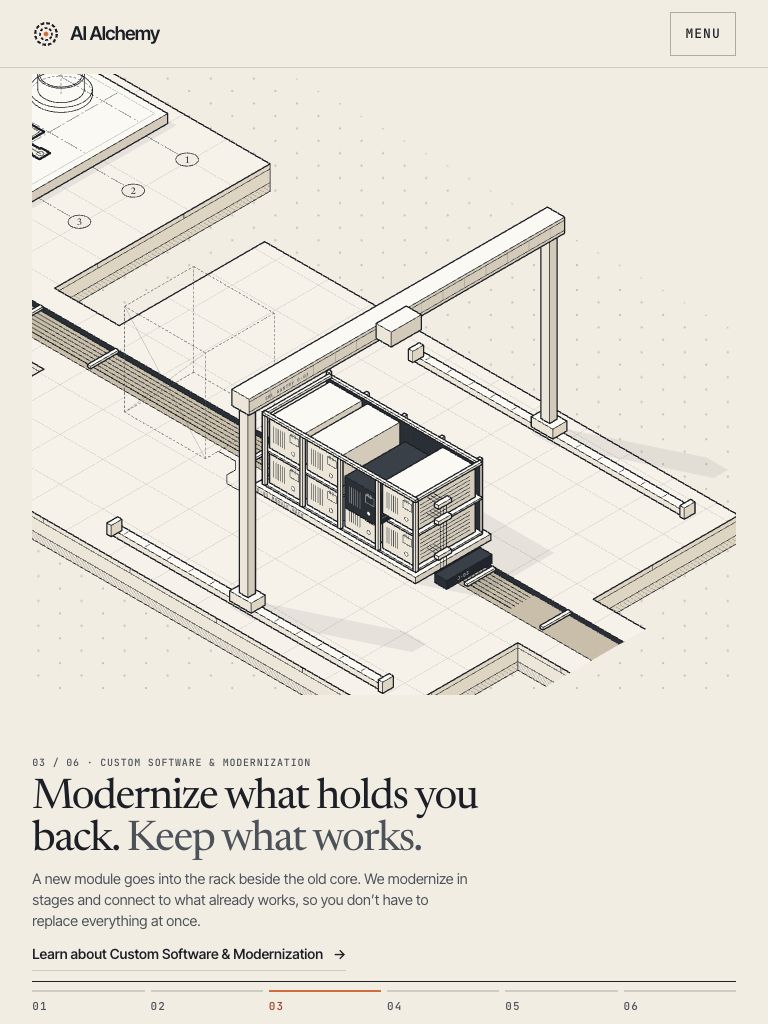 AI Alchemy
MENU
1
2
3
03 / 06 · CUSTOM SOFTWARE & MODERNIZATION
Modernize what holds you
back. Keep what works.
A new module goes into the rack beside the old core. We modernize in
stages and connect to what already works, so you don’t have to
replace everything at once.
Learn about Custom Software & Modernization →
01 02 03 04 05 06